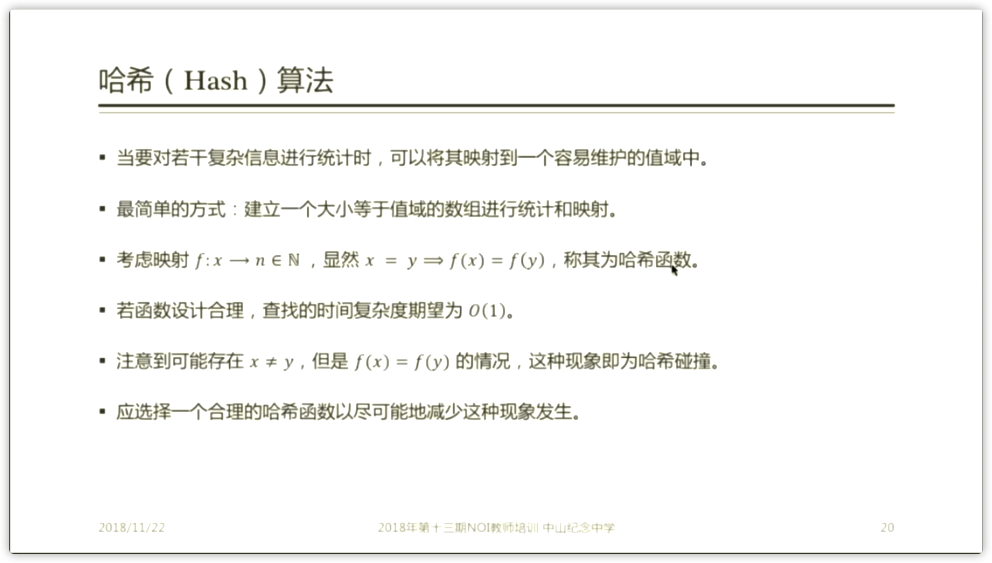 哈希（Hash）算法
▪ 当要对若干复杂信息进行统计时，可以将其映射到一个容易维护的值域中。
▪ 最简单的方式：建立一个大小等于值域的数组进行统计和映射。
▪ 考虑映射 f: x → n ∈ ℕ ，显然 x = y ⟹ f(x) = f(y)，称其为哈希函数。
▪ 若函数设计合理，查找的时间复杂度期望为 O(1)。
▪ 注意到可能存在 x ≠ y，但是 f(x) = f(y) 的情况，这种现象即为哈希碰撞。
▪ 应选择一个合理的哈希函数以尽可能地减少这种现象发生。
2018/11/22 2018年第十三期NOI教师培训 中山纪念中学 20